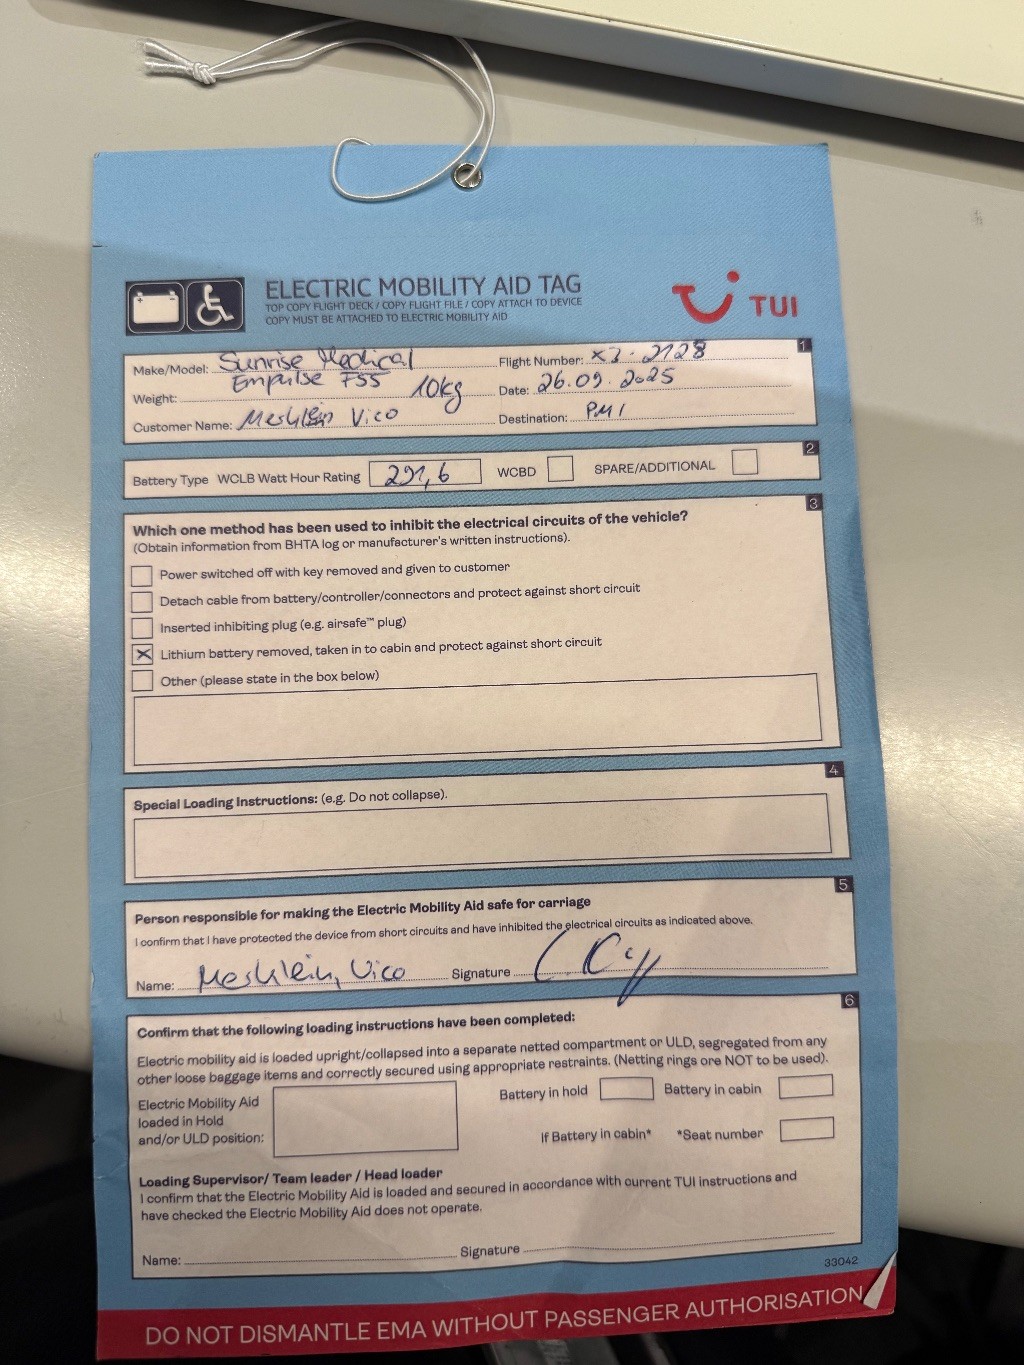 ELECTRIC MOBILITY AID TAG
TOP COPY FLIGHT DECK / COPY FLIGHT FILE / COPY ATTACH TO DEVICE
COPY MUST BE ATTACHED TO ELECTRIC MOBILITY AID
TUI
1
Make/Model: Sunrise Medical
Empulse F55
Flight Number: X3-2128
Weight: 10kg
Date: 26.09.2025
Customer Name: Vico
Destination: PMI
2
Battery Type WCLB Watt Hour Rating 291,6 WCBD SPARE/ADDITIONAL
3
Which one method has been used to inhibit the electrical circuits of the vehicle?
(Obtain information from BHTA log or manufacturer's written instructions).
Power switched off with key removed and given to customer
Detach cable from battery/controller/connectors and protect against short circuit
Inserted inhibiting plug (e.g. airsafe™ plug)
X Lithium battery removed, taken in to cabin and protect against short circuit
Other (please state in the box below)
4
Special Loading Instructions: (e.g. Do not collapse).
5
Person responsible for making the Electric Mobility Aid safe for carriage
I confirm that I have protected the device from short circuits and have inhibited the electrical circuits as indicated above.
Name: Vico Signature
6
Confirm that the following loading instructions have been completed:
Electric mobility aid is loaded upright/collapsed into a separate netted compartment or ULD, segregated from any
other loose baggage items and correctly secured using appropriate restraints. (Netting rings are NOT to be used).
Electric Mobility Aid
loaded in Hold
and/or ULD position:
Battery in hold Battery in cabin
If Battery in cabin* *Seat number
Loading Supervisor/ Team leader / Head loader
I confirm that the Electric Mobility Aid is loaded and secured in accordance with current TUI instructions and
have checked the Electric Mobility Aid does not operate.
Name: Signature
33042
DO NOT DISMANTLE EMA WITHOUT PASSENGER AUTHORISATION